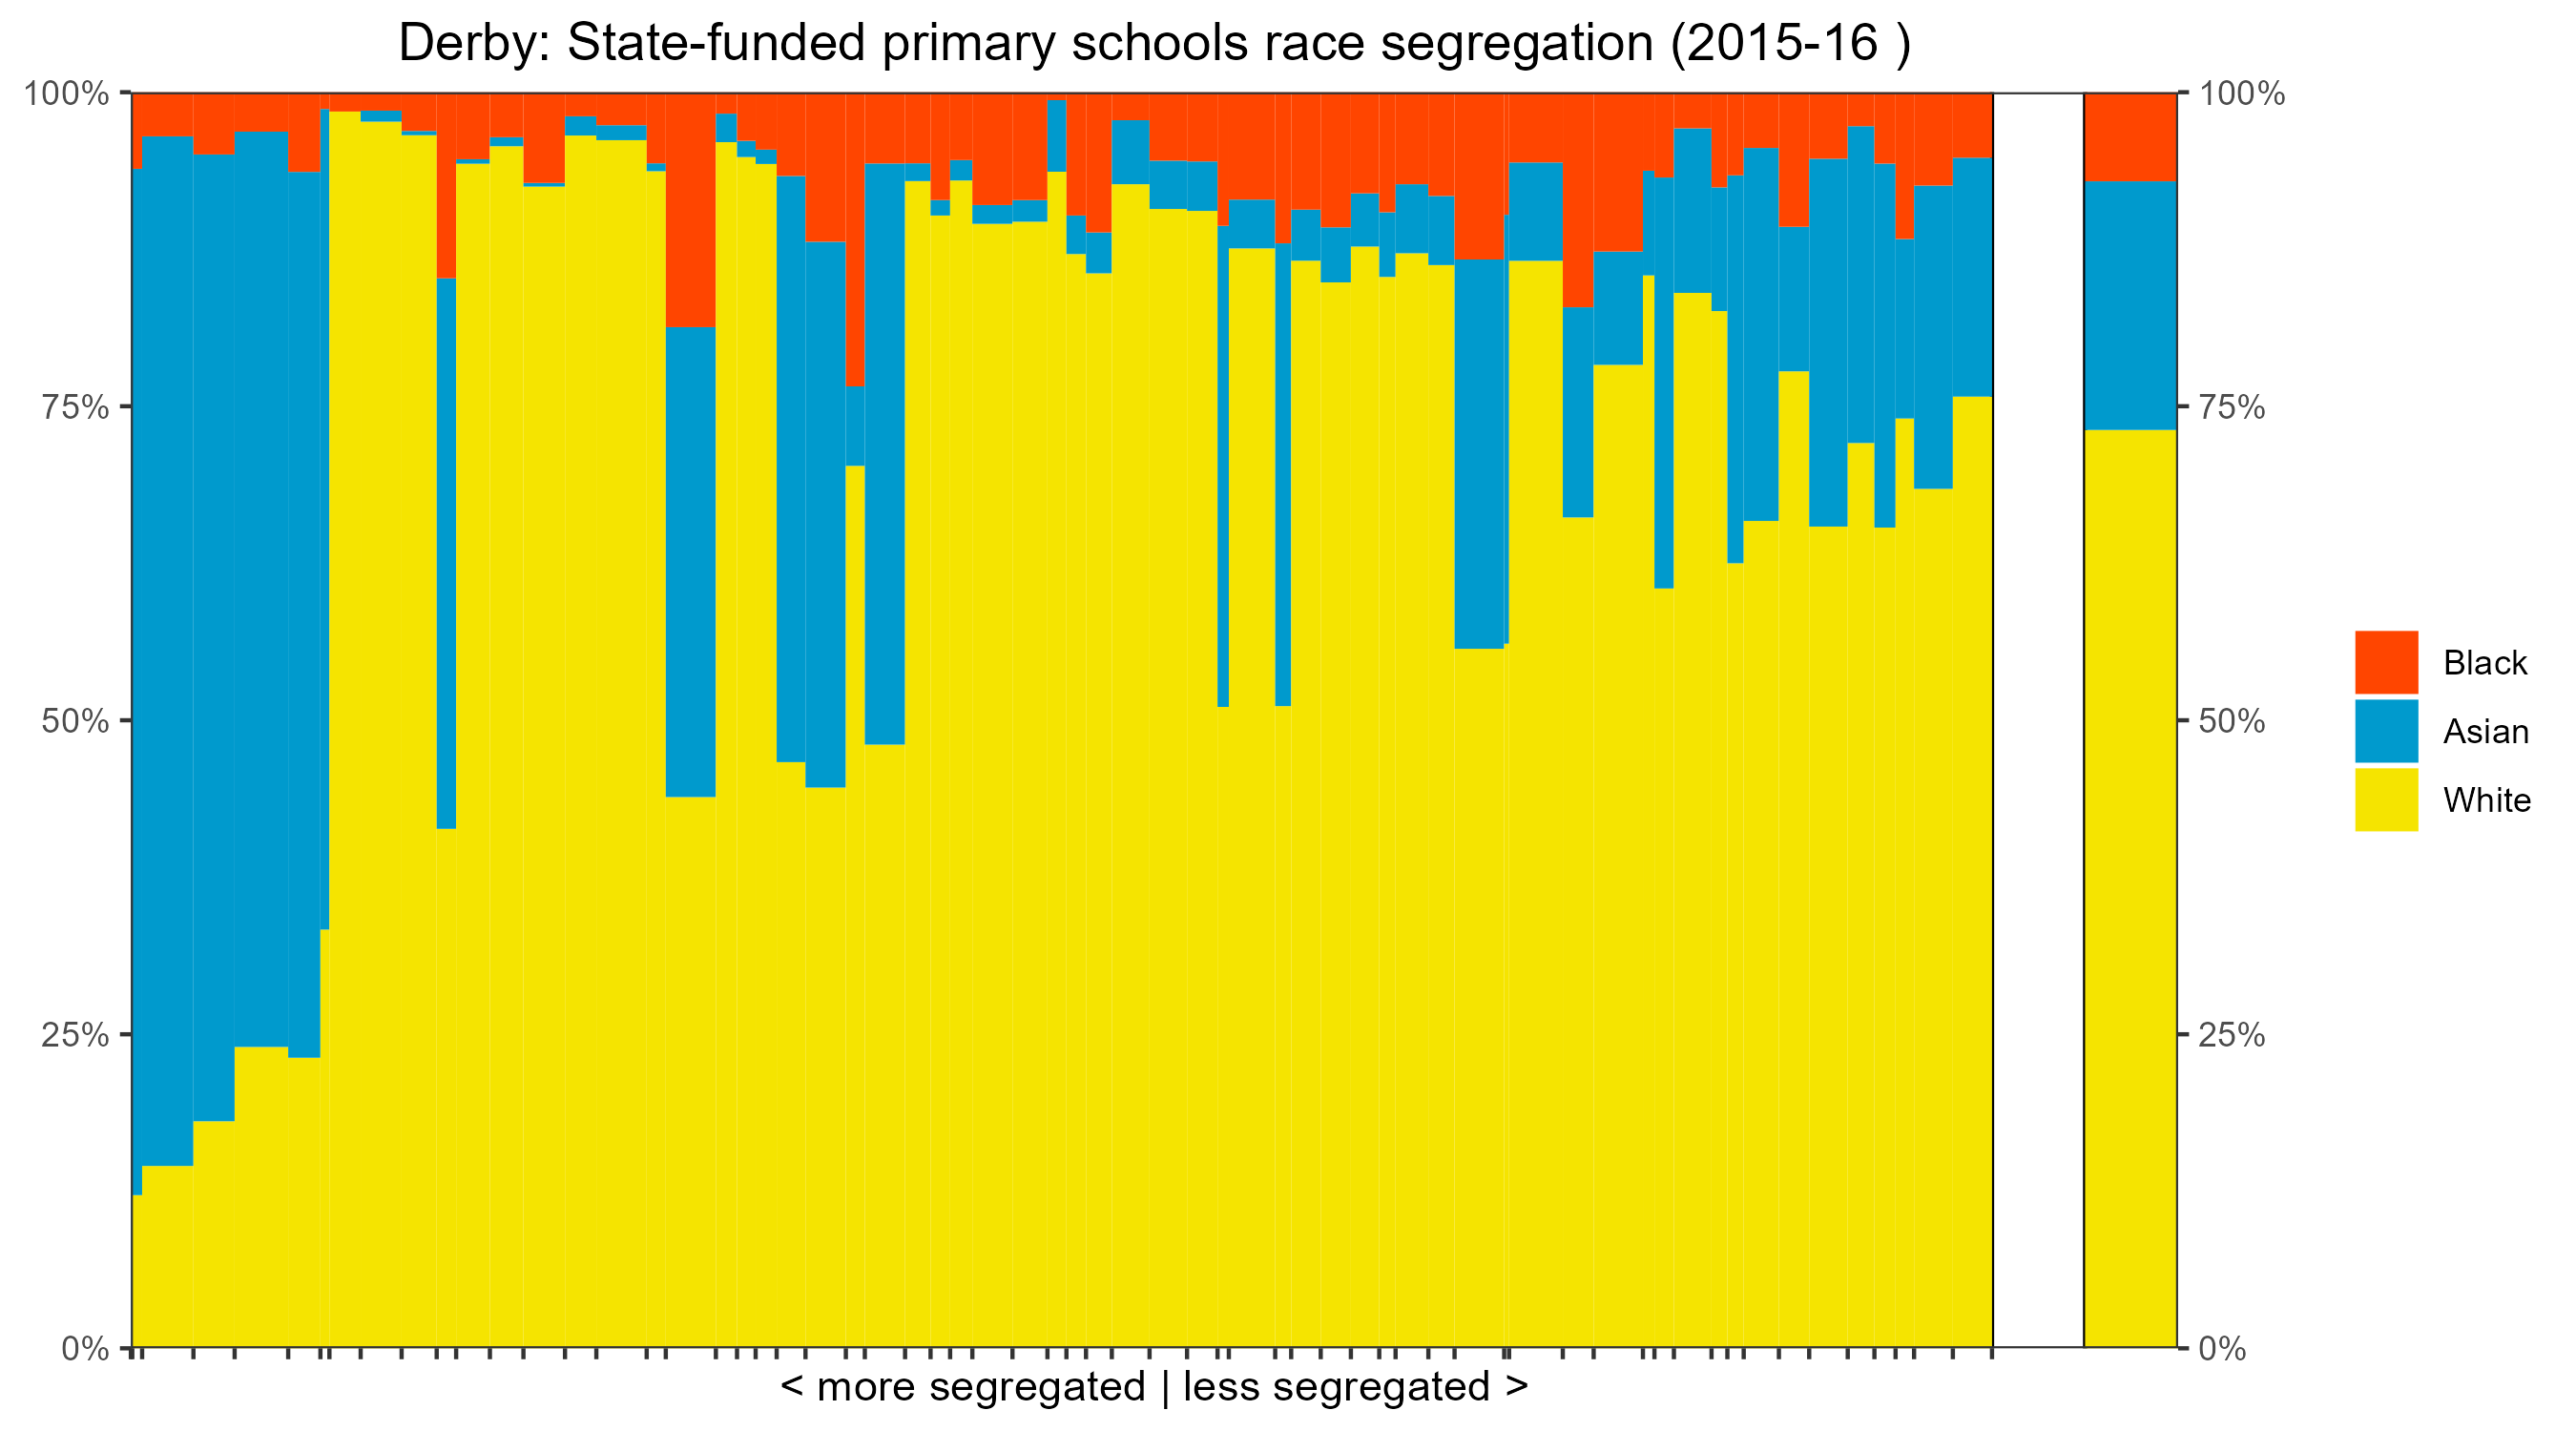 Derby: State-funded primary schools race segregation (2015-16 )
100%
75%
50%
25%
0%
100%
75%
50%
25%
0%
Black
Asian
White
< more segregated | less segregated >